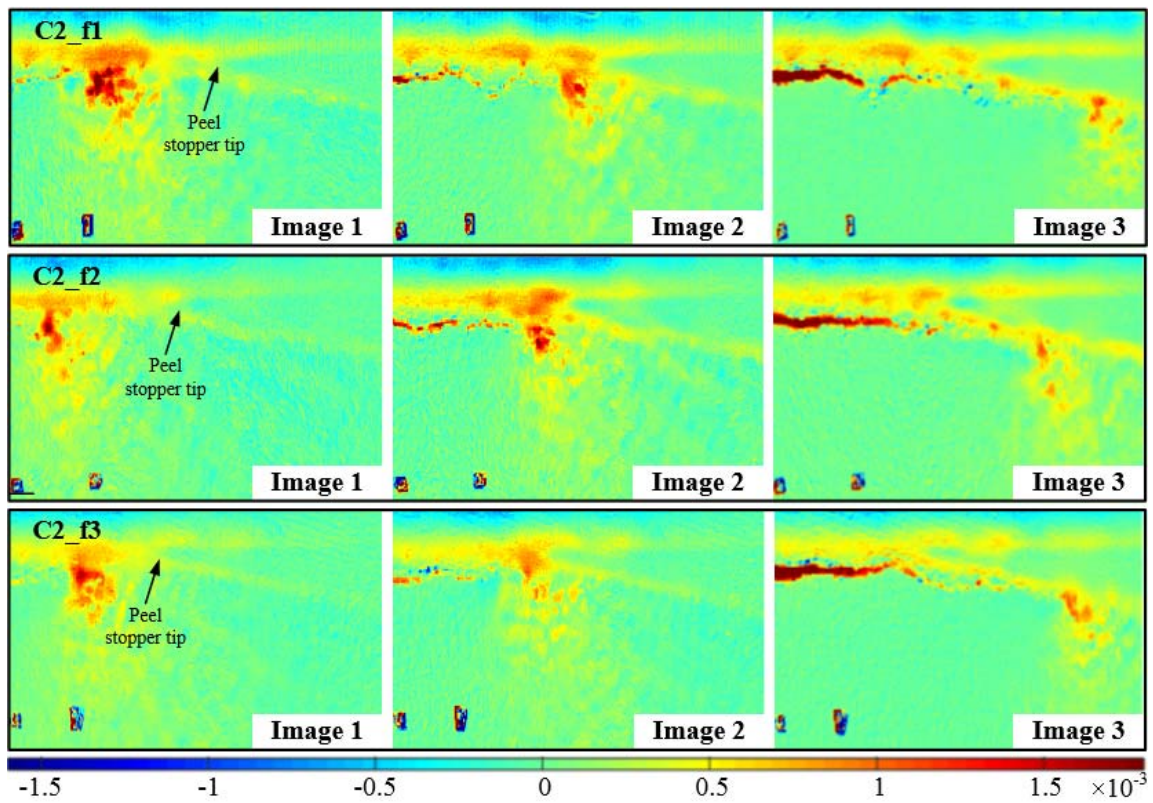 C2_f1
Peel
stopper tip
Image 1
Image 2
Image 3
C2_f2
Peel
stopper tip
Image 1
Image 2
Image 3
C2_f3
Peel
stopper tip
Image 1
Image 2
Image 3
-1.5 -1 -0.5 0 0.5 1 1.5 ×10⁻³